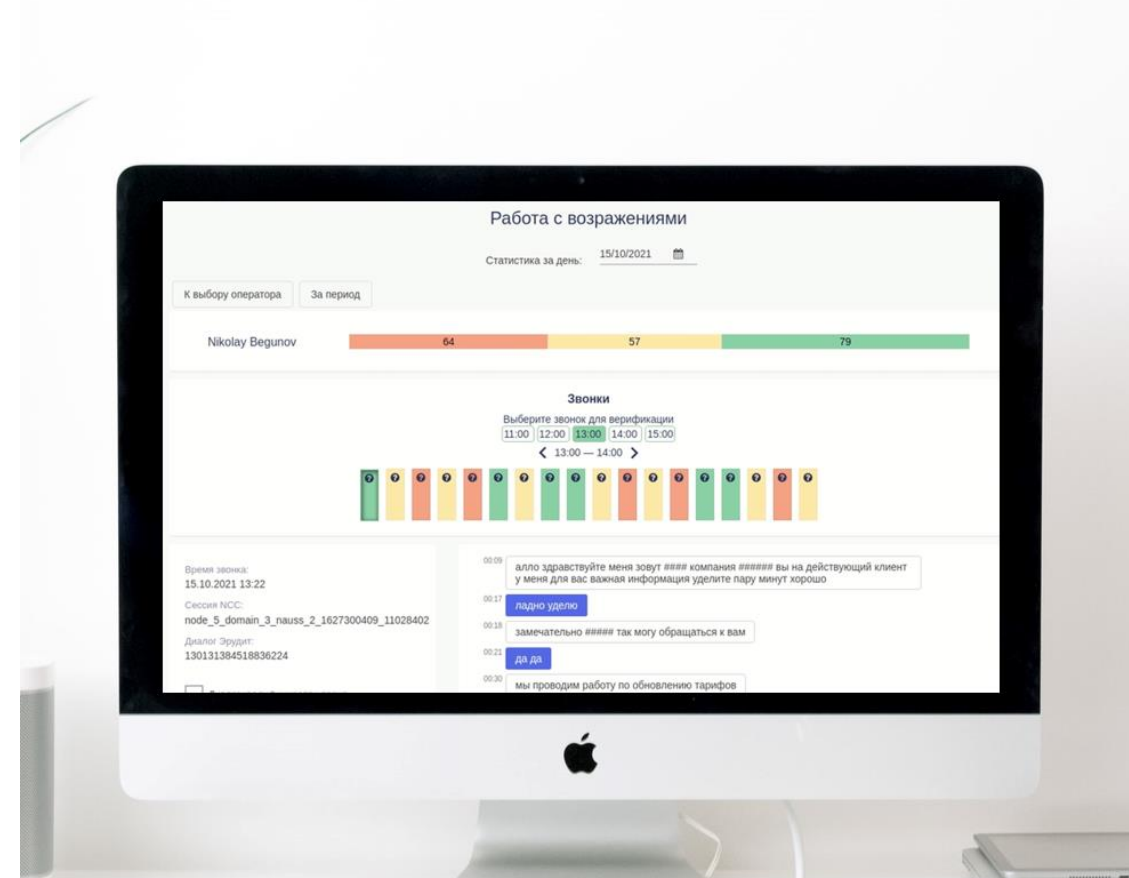 Работа с возражениями
Статистика за день: 15/10/2021
К выбору оператора За период
Nikolay Begunov 64 57 79
Звонки
Выберите звонок для верификации
11:00 12:00 13:00 14:00 15:00
13:00 — 14:00
Время звонка:
15.10.2021 13:22
Сессия NCC:
node_5_domain_3_nauss_2_1627300409_11028402
Диалог Эрудит:
130131384518836224
00:09 алло здравствуйте меня зовут #### компания ###### вы на действующий клиент
у меня для вас важная информация уделите пару минут хорошо
00:17 ладно уделю
00:18 замечательно ##### так могу обращаться к вам
00:21 да да
00:30 мы проводим работу по обновлению тарифов